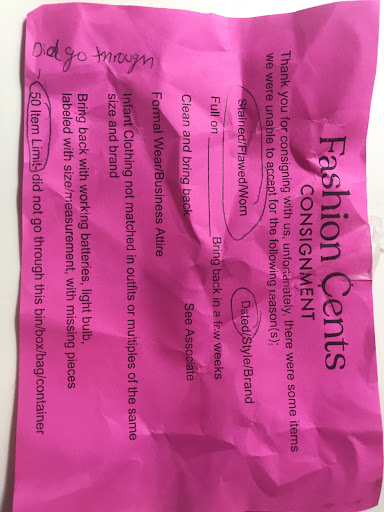 Fashion Cents
CONSIGNMENT
Thank you for consigning with us, unfortunately, there were some items
we were unable to accept for the following reason(s):
Stained/Flawed/Worn Dated/Style/Brand
Full on ____________ Bring back in a few weeks
Clean and bring back See Associate
Formal Wear/Business Attire
Infant Clothing not matched in outfits or multiples of the same
size and brand
Bring back with working batteries, light bulb,
labeled with size/measurement, with missing pieces
50 Item Limit, did not go through this bin/box/bag/container
Did go through